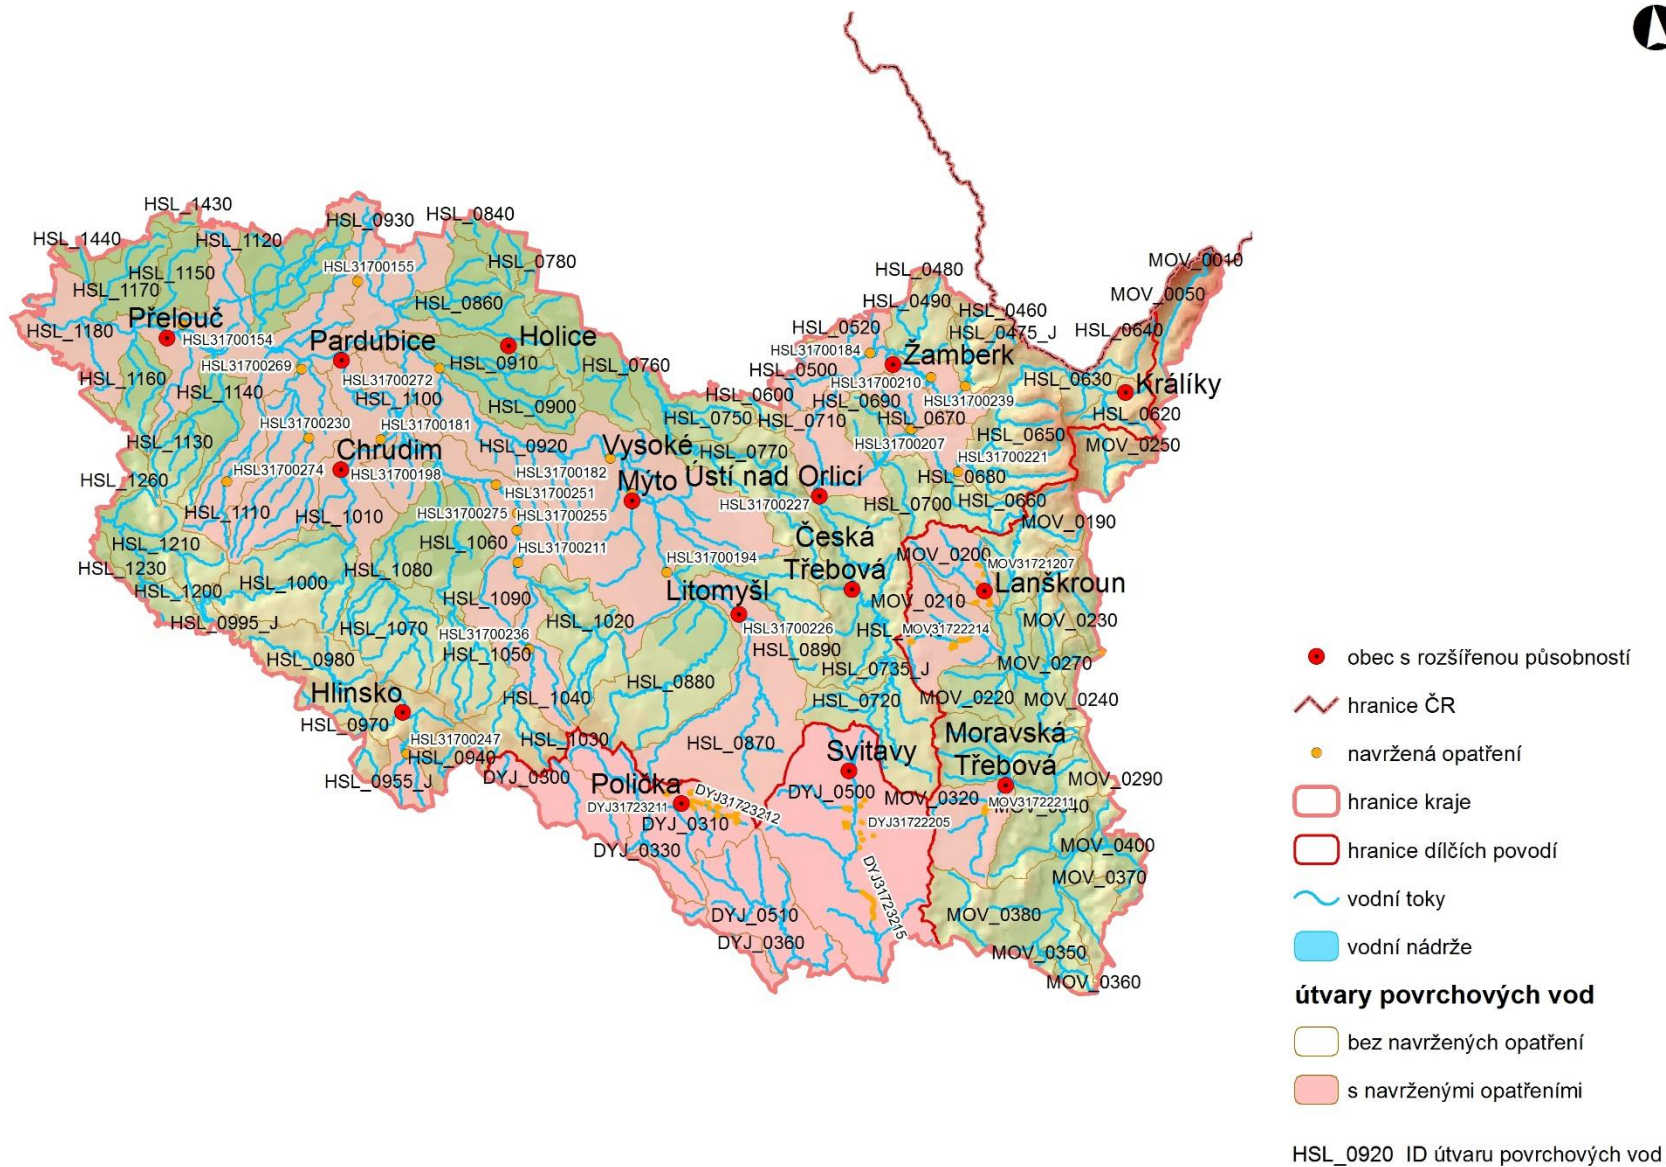 HSL_1430
HSL_0930
HSL_0840
HSL_1440
HSL_1120
HSL_0780
HSL_1150
HSL31700155
HSL_1170
HSL_0860
HSL_1180
Přelouč
HSL31700154
Pardubice
Holice
HSL31700269
HSL31700272
HSL_0910
HSL_0760
HSL_1160
HSL_1140
HSL_1100
HSL_0900
HSL31700230
HSL31700181
HSL_1130
Chrudim
HSL_0920
HSL31700274
HSL31700198
HSL31700182
Vysoké
Mýto
HSL_1260
HSL31700251
HSL_1110
HSL_1010
HSL31700275
HSL31700255
HSL_1210
HSL_1060
HSL31700211
HSL31700194
HSL_1230
HSL_1200
HSL_1000
HSL_1080
HSL_1090
Litomyšl
HSL_0995_J
HSL_1070
HSL31700236
HSL_1020
HSL31700226
HSL_0980
HSL_1050
HSL_0890
HSL_0880
Hlinsko
HSL_1040
HSL_0970
HSL31700247
HSL_1030
HSL_0870
HSL_0940
HSL_0955_J
HSL_0480
HSL_0490
HSL_0460
HSL_0520
HSL_0475_J
HSL31700184
Žamberk
HSL_0500
HSL31700210
HSL31700239
HSL_0600
HSL_0690
HSL_0750
HSL_0710
HSL_0670
HSL31700207
HSL_0650
HSL_0770
HSL31700221
Ústí nad Orlicí
HSL_0680
HSL31700227
HSL_0700
HSL_0660
MOV_0010
MOV_0050
HSL_0640
HSL_0630
Králíky
HSL_0620
MOV_0250
MOV_0190
Česká
Třebová
MOV_0200
MOV31721207
Lanškroun
MOV_0210
MOV_0230
HSL_
MOV31722214
HSL_0735_J
MOV_0270
HSL_0720
MOV_0220
MOV_0240
Moravská
Třebová
MOV_0290
MOV_0320
MOV31722211
MOV_0400
MOV_0370
MOV_0380
MOV_0350
MOV_0360
Svitavy
DYJ_0500
DYJ31722205
DYJ31723215
DYJ_0300
Polička
DYJ31723211
DYJ31723212
DYJ_0310
DYJ_0330
DYJ_0510
DYJ_0360
obec s rozšířenou působností
hranice ČR
navržená opatření
hranice kraje
hranice dílčích povodí
vodní toky
vodní nádrže
útvary povrchových vod
bez navržených opatření
s navrženými opatřeními
HSL_0920 ID útvaru povrchových vod